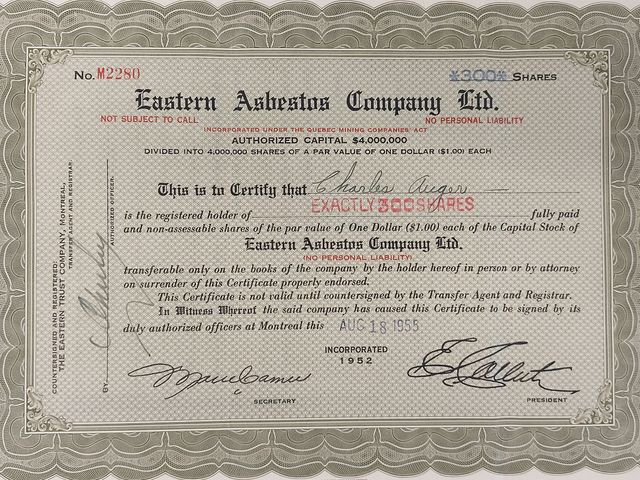 No. M2280
*300* SHARES
Eastern Asbestos Company Ltd.
NOT SUBJECT TO CALL
NO PERSONAL LIABILITY
INCORPORATED UNDER THE QUEBEC MINING COMPANIES' ACT
AUTHORIZED CAPITAL $4,000,000
DIVIDED INTO 4,000,000 SHARES OF A PAR VALUE OF ONE DOLLAR ($1.00) EACH
This is to Certify that Charles Auger
EXACTLY 300 SHARES
is the registered holder of fully paid
and non-assessable shares of the par value of One Dollar ($1.00) each of the Capital Stock of
Eastern Asbestos Company Ltd.
(NO PERSONAL LIABILITY)
transferable only on the books of the company by the holder hereof in person or by attorney
on surrender of this Certificate properly endorsed.
This Certificate is not valid until countersigned by the Transfer Agent and Registrar.
In Witness Whereof the said company has caused this Certificate to be signed by its
duly authorized officers at Montreal this AUG 18 1955
INCORPORATED
1952
SECRETARY
PRESIDENT
COUNTERSIGNED AND REGISTERED:
THE EASTERN TRUST COMPANY, MONTREAL,
TRANSFER AGENT AND REGISTRAR
BY
AUTHORIZED OFFICER.